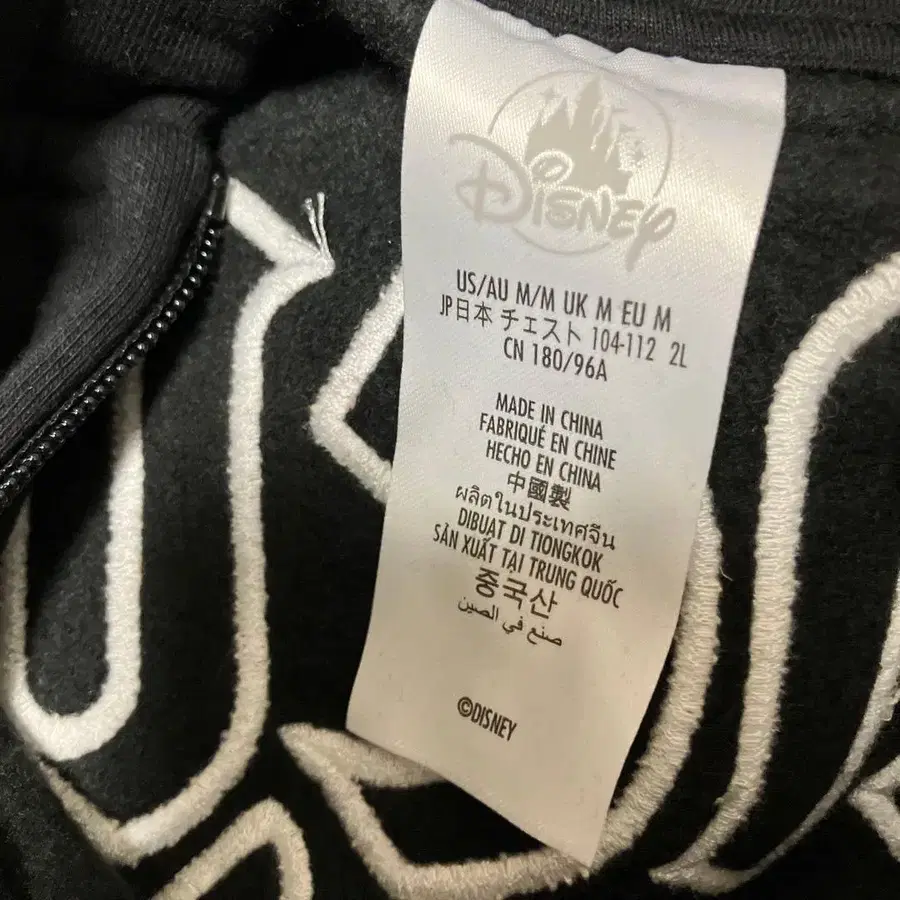 Disney
US/AU M/M UK M EU M
JP日本 チェスト 104-112 2L
CN 180/96A
MADE IN CHINA
FABRIQUÉ EN CHINE
HECHO EN CHINA
中國製
ผลิตในประเทศจีน
DIBUAT DI TIONGKOK
SẢN XUẤT TẠI TRUNG QUỐC
중국산
صنع في الصين
©DISNEY